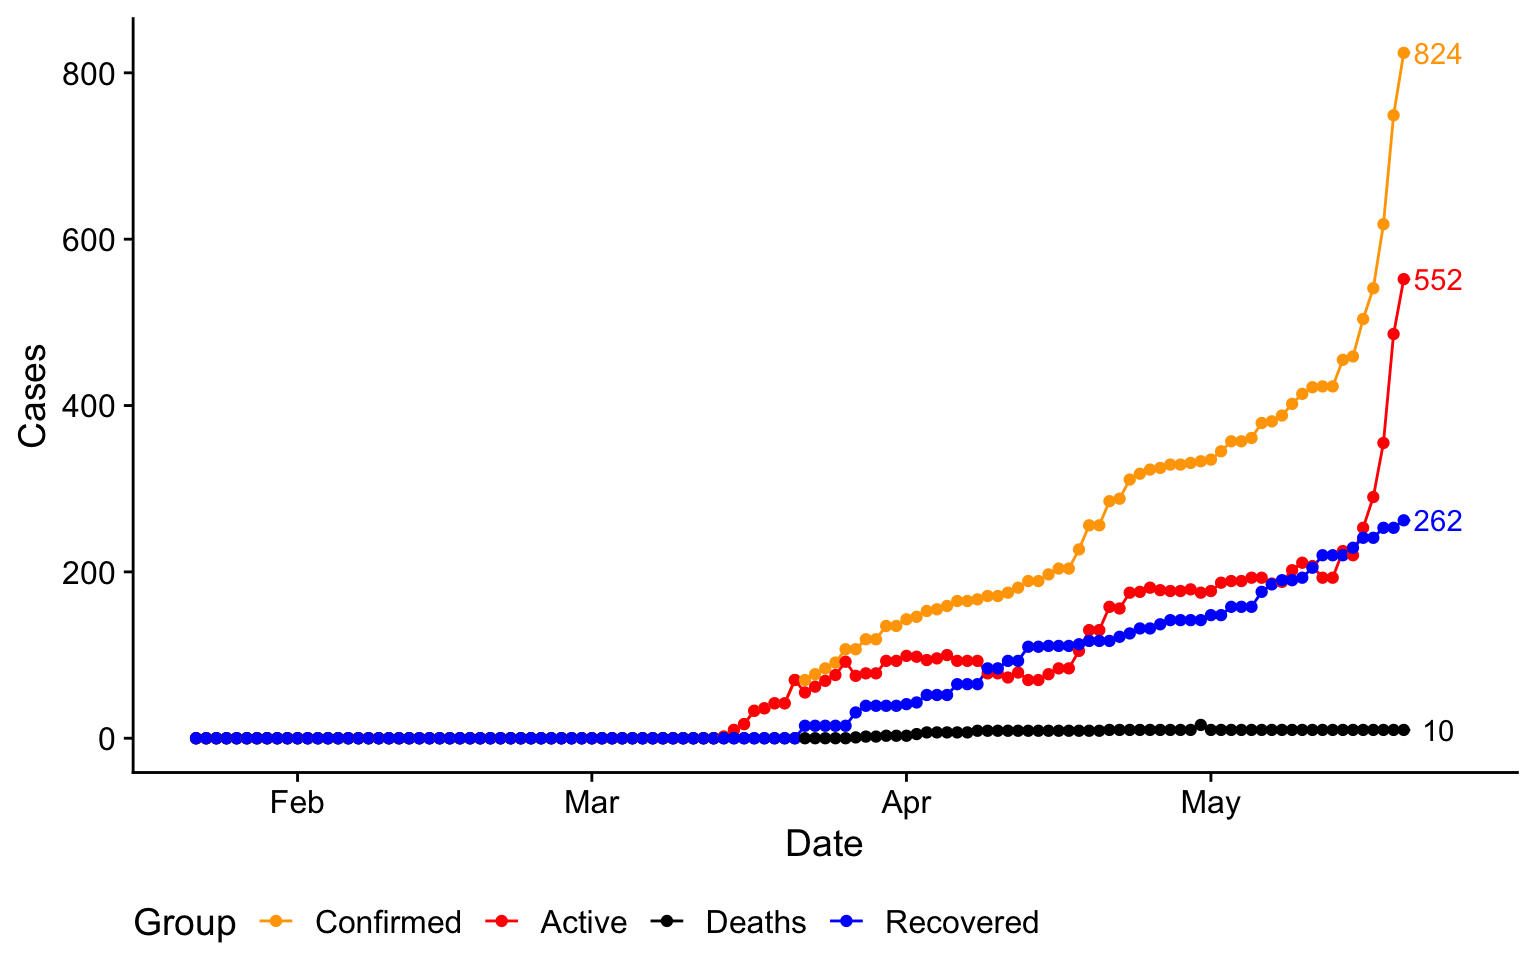 824
800
600
552
Cases
400
262
200
10
0
Feb Mar Apr May
Date
Group Confirmed Active Deaths Recovered